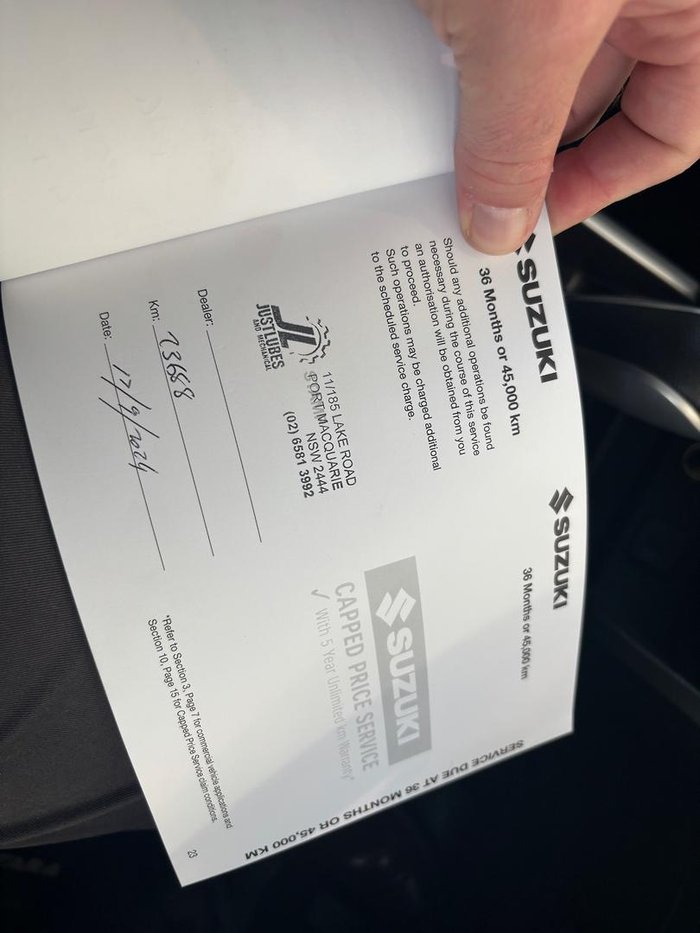 SUZUKI
36 Months or 45,000 km
Should any additional operations be found
necessary during the course of this service
an authorisation will be obtained from you
to proceed.
Such operations may be charged additional
to the scheduled service charge.
JL
JUSTLUBES
AND MECHANICAL
11/185 LAKE ROAD
PORT MACQUARIE
NSW 2444
(02) 6581 3992
Dealer:
Km: 23688
Date: 17/9/2024
SUZUKI
36 Months or 45,000 km
SUZUKI
CAPPED PRICE SERVICE
✓ With 5 Year Unlimited km Warranty*
*Refer to Section 3, Page 7 for commercial vehicle applications and
Section 10, Page 15 for Capped Price Service claim conditions.
SERVICE DUE AT 36 MONTHS OR 45,000 KM
23